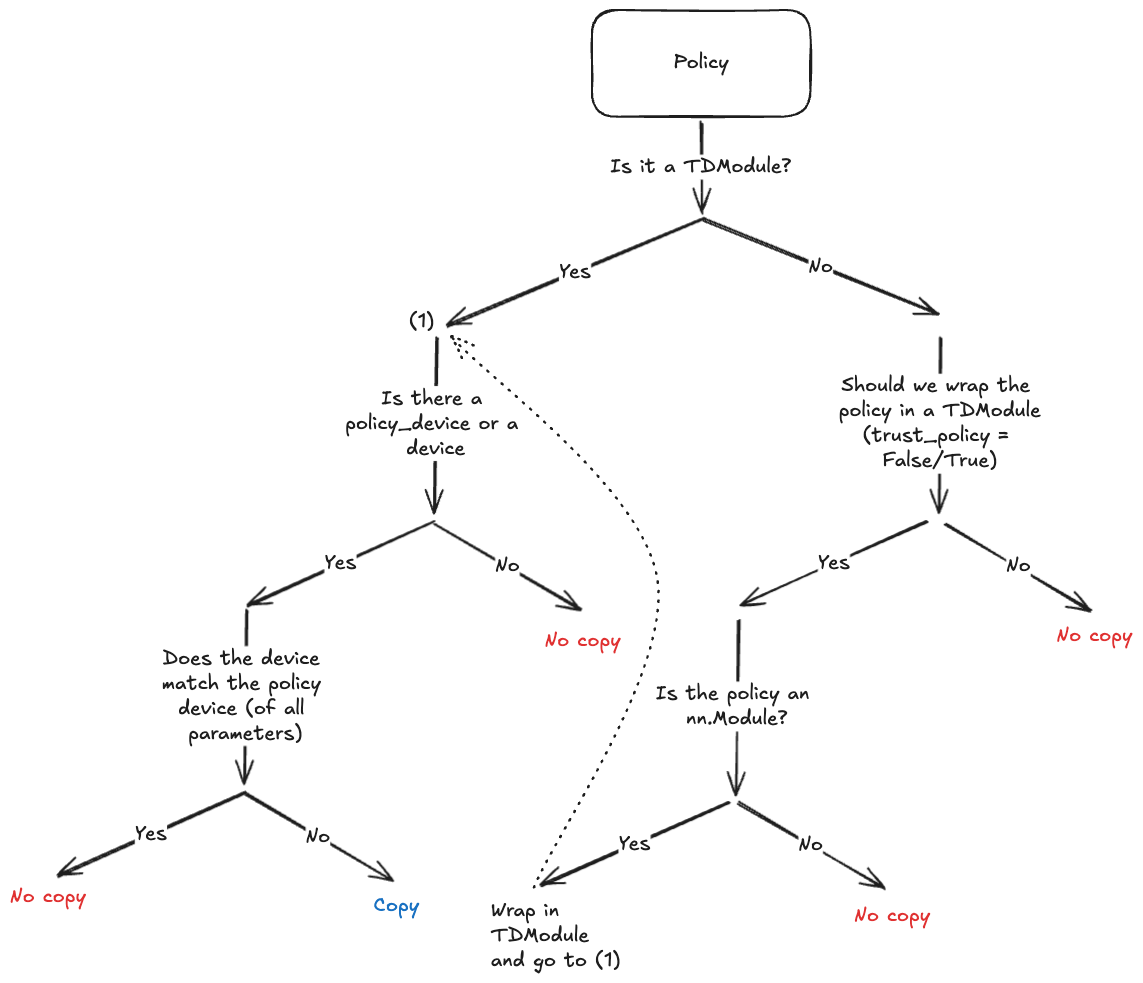 Policy
Is it a TDModule?
Yes
No
(1)
Is there a
policy_device or a
device
Should we wrap the
policy in a TDModule
(trust_policy =
False/True)
Yes
No
Yes
No
No copy
No copy
Does the device
match the policy
device (of all
parameters)
Is the policy an
nn.Module?
Yes
No
Yes
No
No copy
Copy
Wrap in
TDModule
and go to (1)
No copy